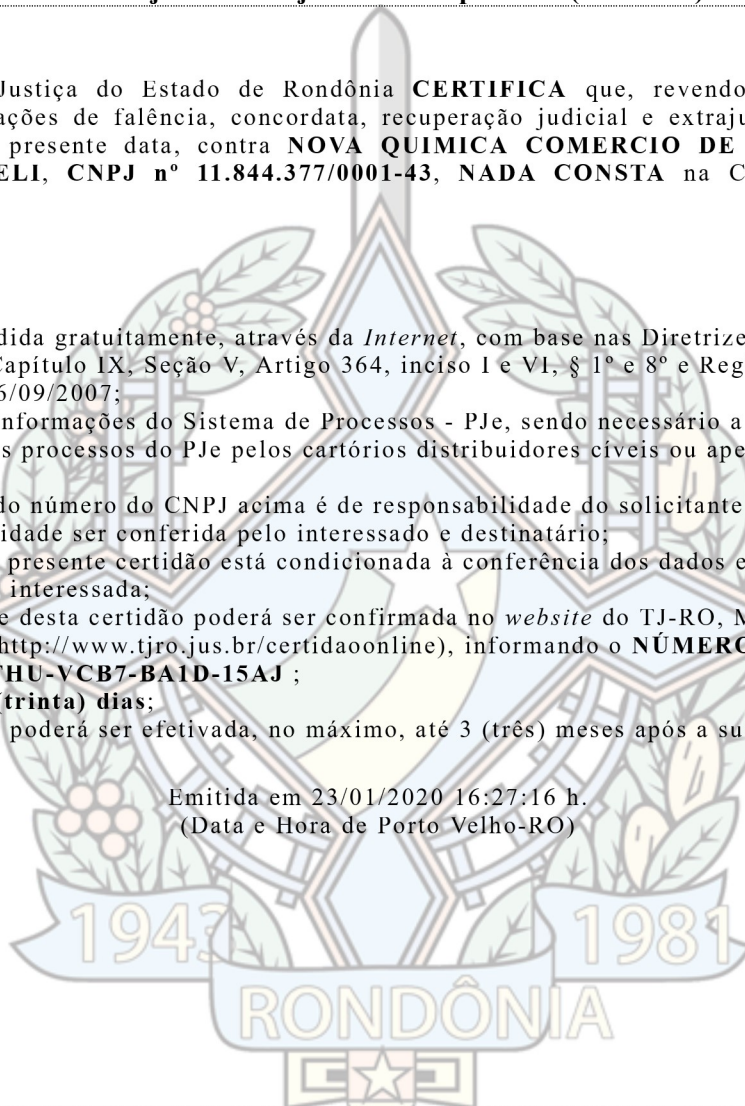 Justiça do Estado de Rondônia CERTIFICA que, revendo
ações de falência, concordata, recuperação judicial e extraju
presente data, contra NOVA QUIMICA COMERCIO DE
ELI, CNPJ nº 11.844.377/0001-43, NADA CONSTA na C
dida gratuitamente, através da Internet, com base nas Diretrize
Capítulo IX, Seção V, Artigo 364, inciso I e VI, § 1º e 8º e Reg
6/09/2007;
nformações do Sistema de Processos - PJe, sendo necessário a
s processos do PJe pelos cartórios distribuidores cíveis ou ape
do número do CNPJ acima é de responsabilidade do solicitante
idade ser conferida pelo interessado e destinatário;
presente certidão está condicionada à conferência dos dados e
interessada;
e desta certidão poderá ser confirmada no website do TJ-RO, M
http://www.tjro.jus.br/certidaoonline), informando o NÚMERO
THU-VCB7-BA1D-15AJ ;
(trinta) dias;
poderá ser efetivada, no máximo, até 3 (três) meses após a su
Emitida em 23/01/2020 16:27:16 h.
(Data e Hora de Porto Velho-RO)
1943 1981
RONDÔNIA